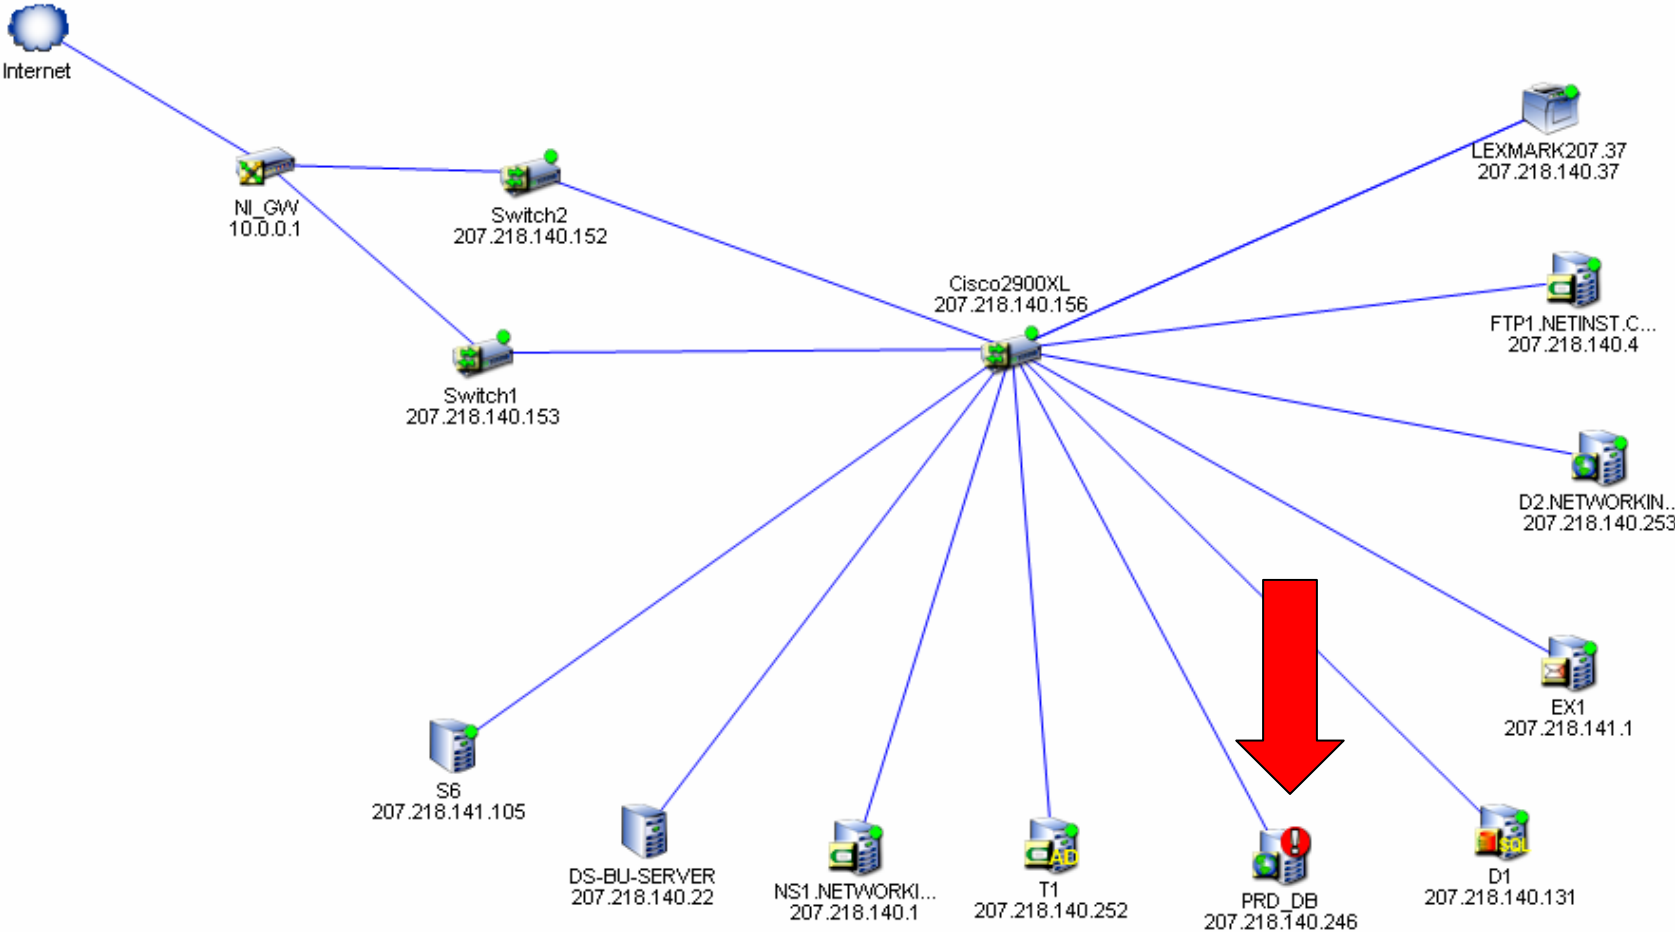 Internet
NI_GW
10.0.0.1
Switch2
207.218.140.152
Switch1
207.218.140.153
Cisco2900XL
207.218.140.156
LEXMARK207.37
207.218.140.37
FTP1.NETINST.C...
207.218.140.4
D2.NETWORKIN...
207.218.140.253
EX1
207.218.141.1
S6
207.218.141.105
DS-BU-SERVER
207.218.140.22
NS1.NETWORKI...
207.218.140.1
AD
T1
207.218.140.252
PRD_DB
207.218.140.246
SQL
D1
207.218.140.131